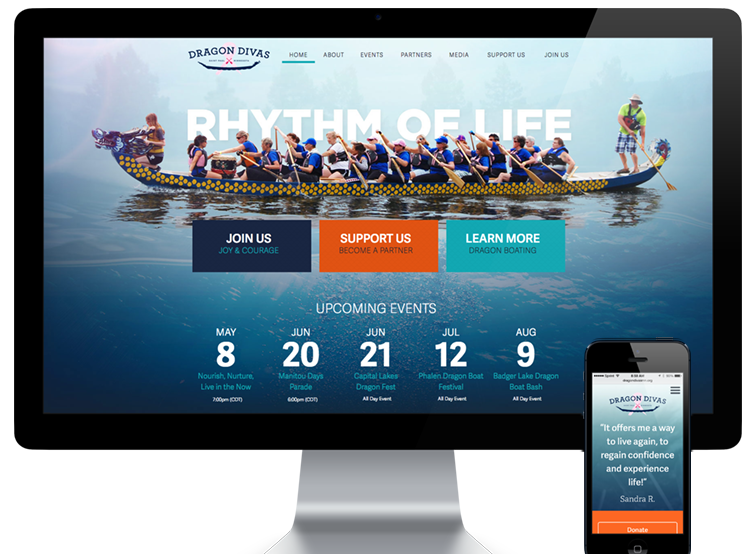 DRAGON DIVAS
HOME ABOUT EVENTS PARTNERS MEDIA SUPPORT US JOIN US
RHYTHM OF LIFE
JOIN US
JOY & COURAGE
SUPPORT US
BECOME A PARTNER
LEARN MORE
DRAGON BOATING
UPCOMING EVENTS
MAY
8
Nourish, Nurture,
Live in the Now
7:00pm (CDT)
JUN
20
Manitou Days
Parade
6:00pm (CDT)
JUN
21
Capital Lakes
Dragon Fest
All Day Event
JUL
12
Phalen Dragon Boat
Festival
All Day Event
AUG
9
Badger Lake Dragon
Boat Bash
All Day Event
DRAGON DIVAS
"It offers me a way
to live again, to
regain confidence
and experience
life!"
Sandra R.
Donate